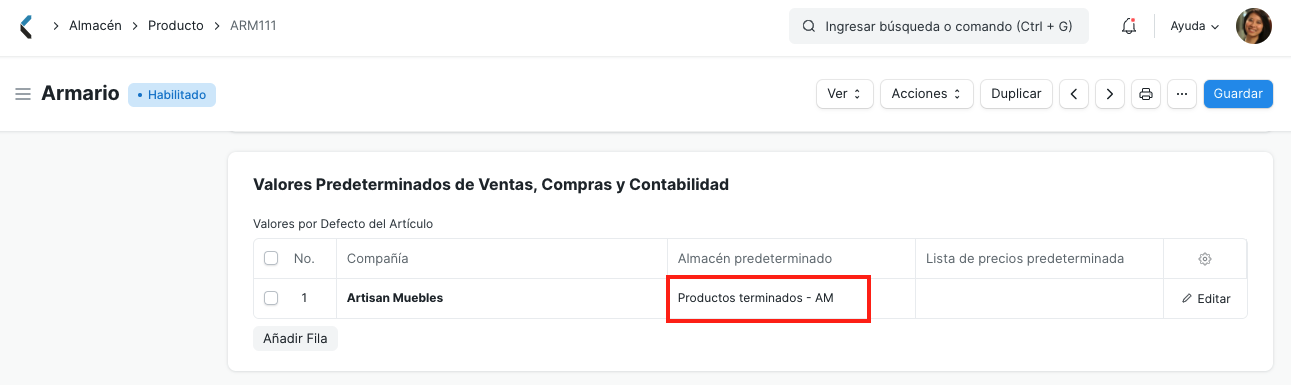 Almacén Producto ARM111
Ingresar búsqueda o comando (Ctrl + G)
Ayuda
Armario
Habilitado
Ver
Acciones
Duplicar
Guardar
Valores Predeterminados de Ventas, Compras y Contabilidad
Valores por Defecto del Artículo
No. Compañía Almacén predeterminado Lista de precios predeterminada
1 Artisan Muebles Productos terminados - AM Editar
Añadir Fila